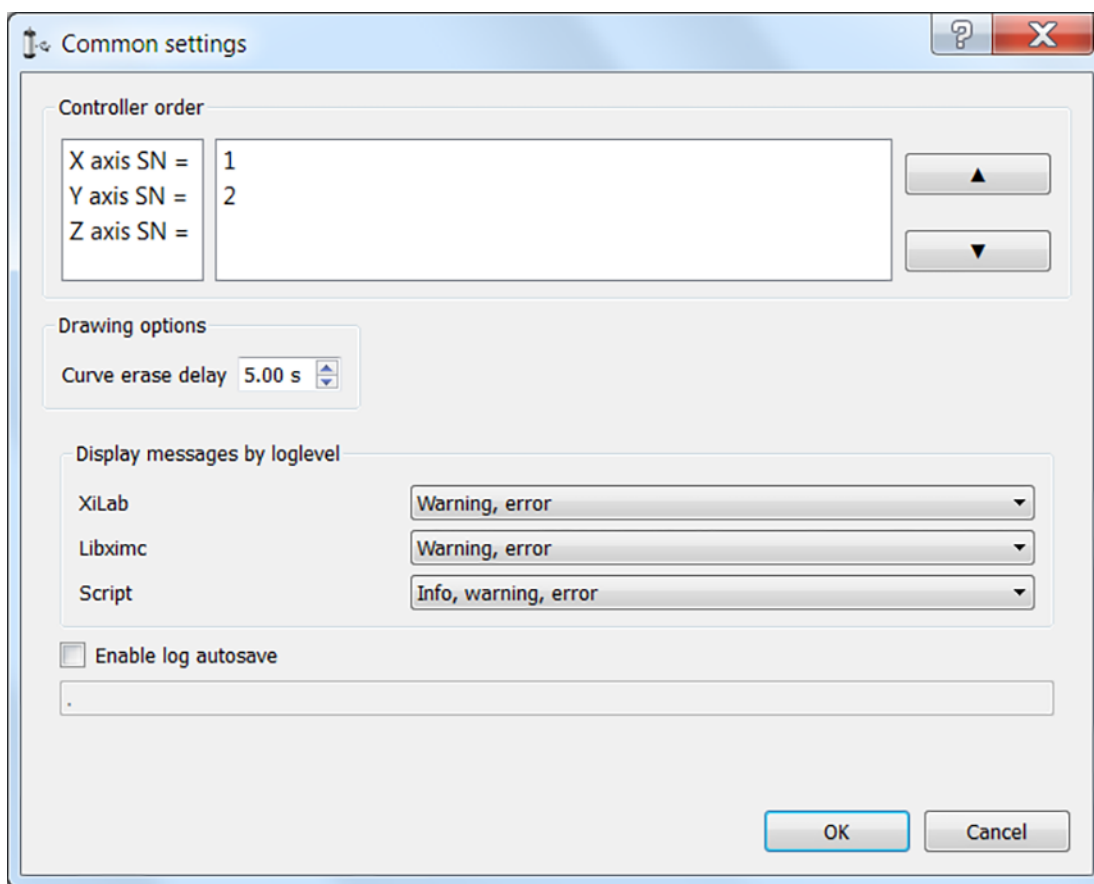 Common settings
Controller order
X axis SN = 1
Y axis SN = 2
Z axis SN =
▲
▼
Drawing options
Curve erase delay 5.00 s
Display messages by loglevel
XiLab Warning, error
Libximc Warning, error
Script Info, warning, error
Enable log autosave
.
OK Cancel